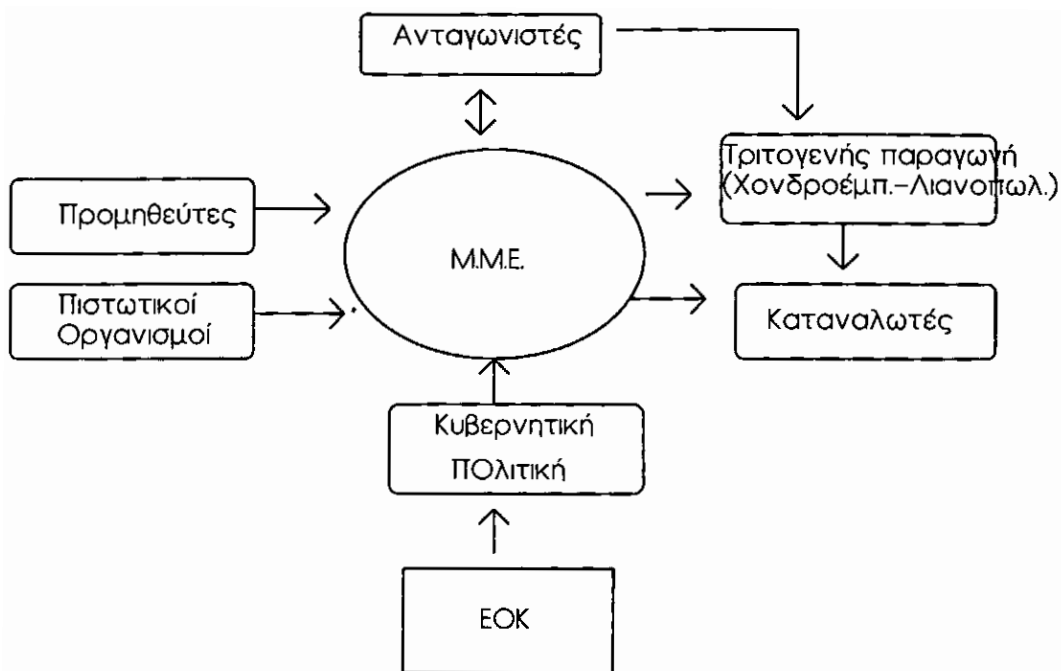 Ανταγωνιστές
Τριτογενής παραγωγή
(Χονδροέμπ.-Λιανοπωλ.)
Προμηθεύτες
Μ.Μ.Ε.
Πιστωτικοί
Οργανισμοί
Καταναλωτές
Κυβερνητική
ΠΟλιτική
ΕΟΚ